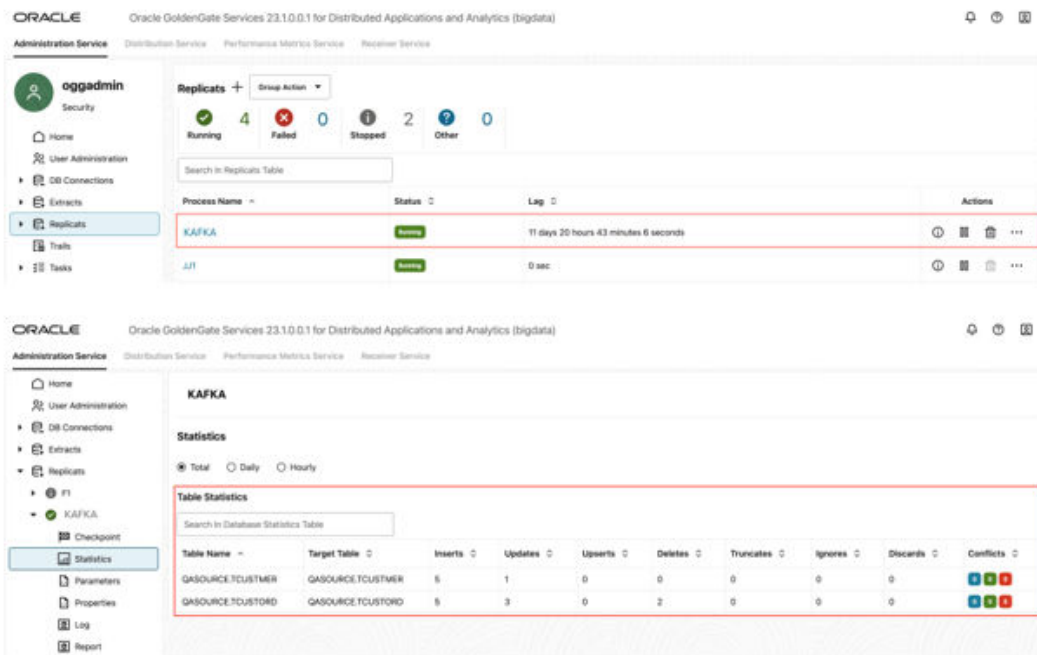 ORACLE Oracle GoldenGate Services 23.1.0.0.1 for Distributed Applications and Analytics (bigdata)
Administration Service Distribution Service Performance Metrics Service Receiver Service
oggadmin
Security
Home
User Administration
DB Connections
Extracts
Replicats
Trails
Tasks
Replicats + Group Action
4 0 2 0
Running Failed Stopped Other
Search in Replicats Table
Process Name Status Lag Actions
KAFKA Running 11 days 20 hours 43 minutes 6 seconds
JJ1 Running 0 sec
ORACLE Oracle GoldenGate Services 23.1.0.0.1 for Distributed Applications and Analytics (bigdata)
Administration Service Distribution Service Performance Metrics Service Receiver Service
Home
User Administration
DB Connections
Extracts
Replicats
F1
KAFKA
Checkpoint
Statistics
Parameters
Properties
Log
Report
KAFKA
Statistics
Total Daily Hourly
Table Statistics
Search in Database Statistics Table
Table Name Target Table Inserts Updates Upserts Deletes Truncates Ignores Discards Conflicts
QASOURCE.TCUSTMER QASOURCE.TCUSTMER 5 1 0 0 0 0 0 0 0 0
QASOURCE.TCUSTORD QASOURCE.TCUSTORD 5 3 0 2 0 0 0 0 0 0